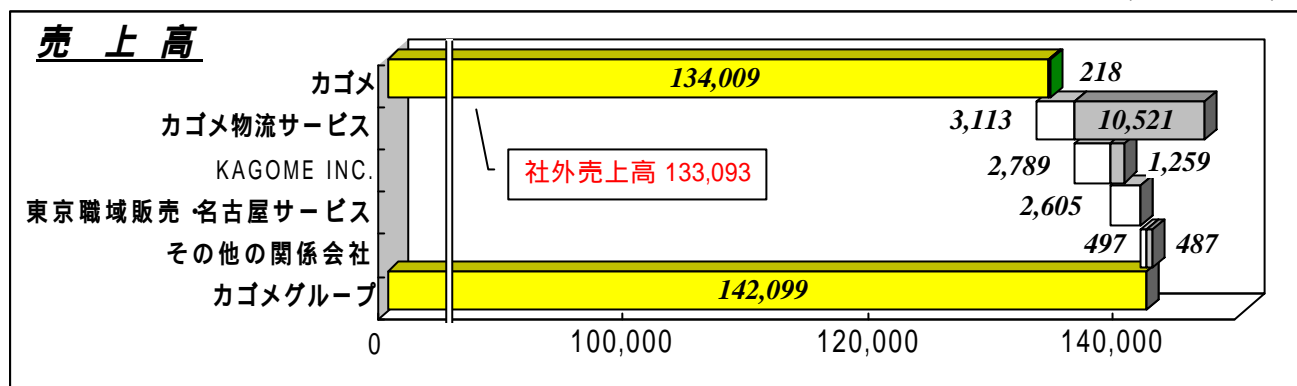 売上高
カゴメ
134,009
218
カゴメ物流サービス
3,113
10,521
KAGOME INC.
社外売上高 133,093
2,789
1,259
東京職域販売・名古屋サービス
2,605
その他の関係会社
497
487
カゴメグループ
142,099
0
100,000
120,000
140,000